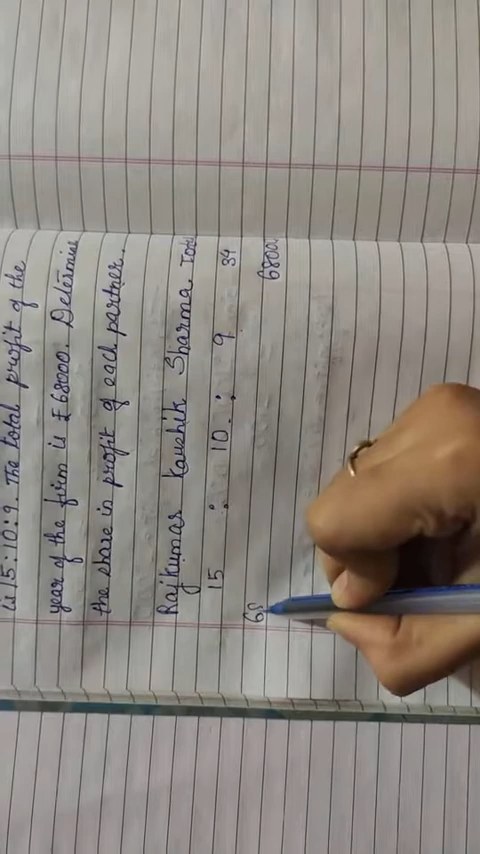 is 15:10:9. The total profit of the
year of the firm is ₹68000. Determine
the share in profit of each partner.
Rajkumar Kaushik Sharma Total
15 : 10 : 9 34
68 68000